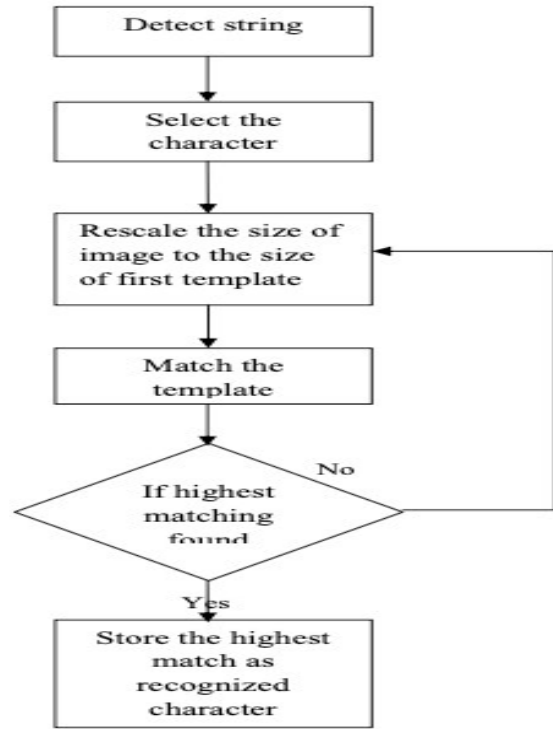 Detect string
Select the
character
Rescale the size of
image to the size
of first template
Match the
template
No
If highest
matching
found
Yes
Store the highest
match as
recognized
character